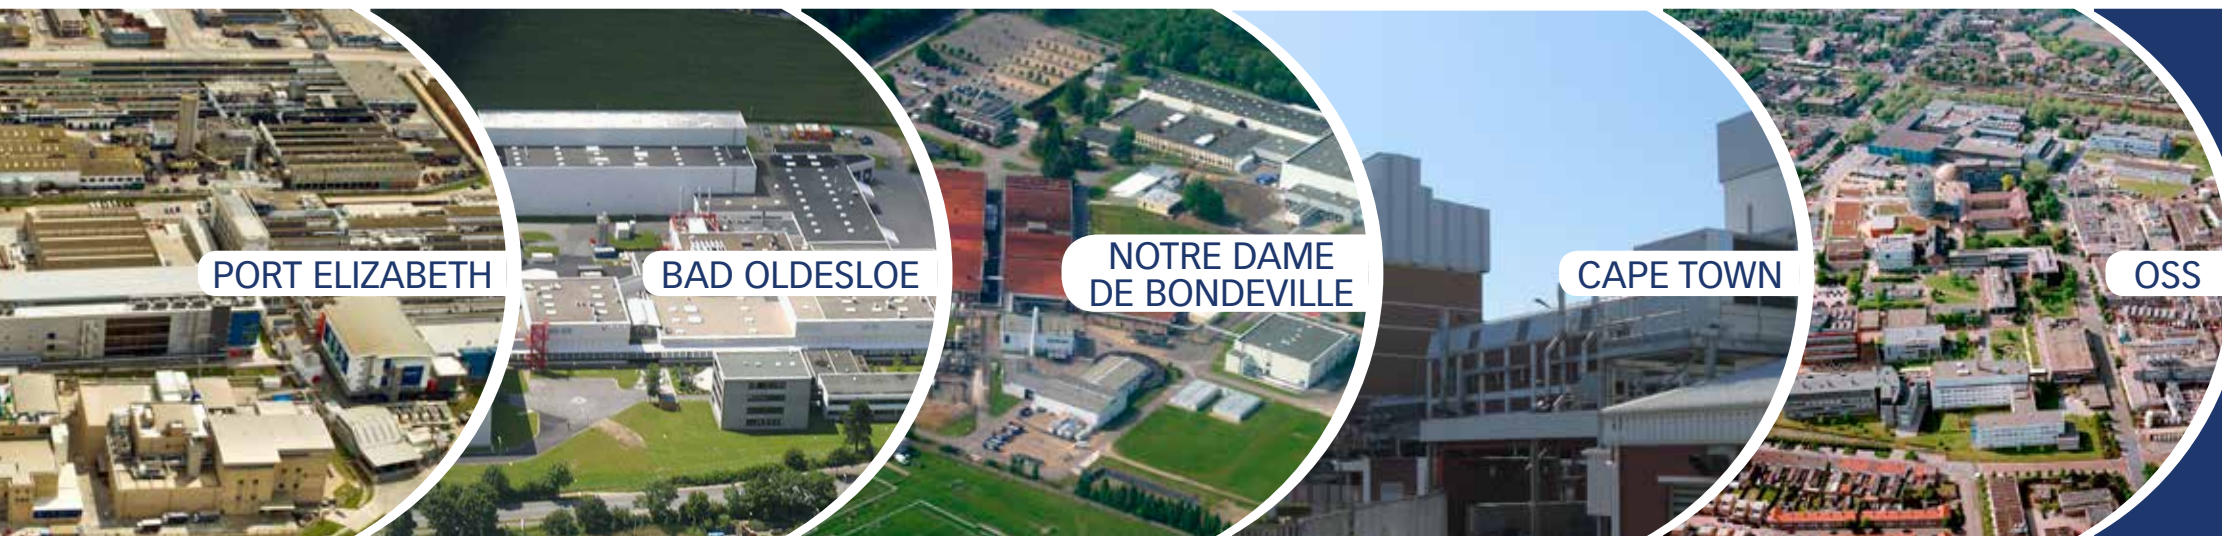 PORT ELIZABETH
BAD OLDESLOE
NOTRE DAME
DE BONDEVILLE
CAPE TOWN
OSS